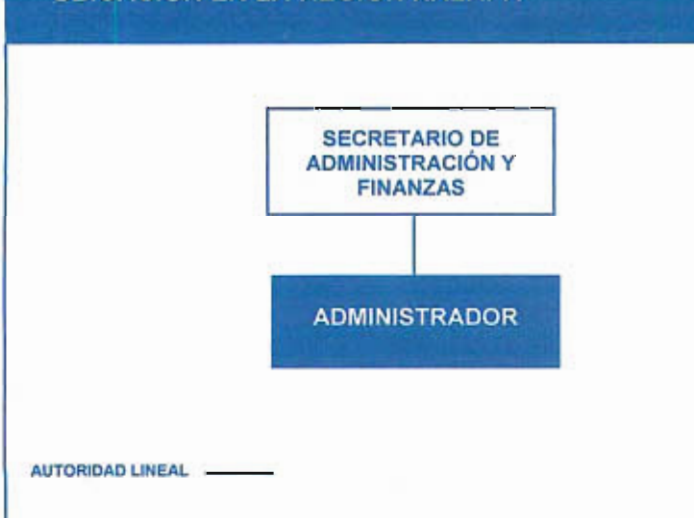 SECRETARIO DE
ADMINISTRACIÓN Y
FINANZAS
ADMINISTRADOR
AUTORIDAD LINEAL